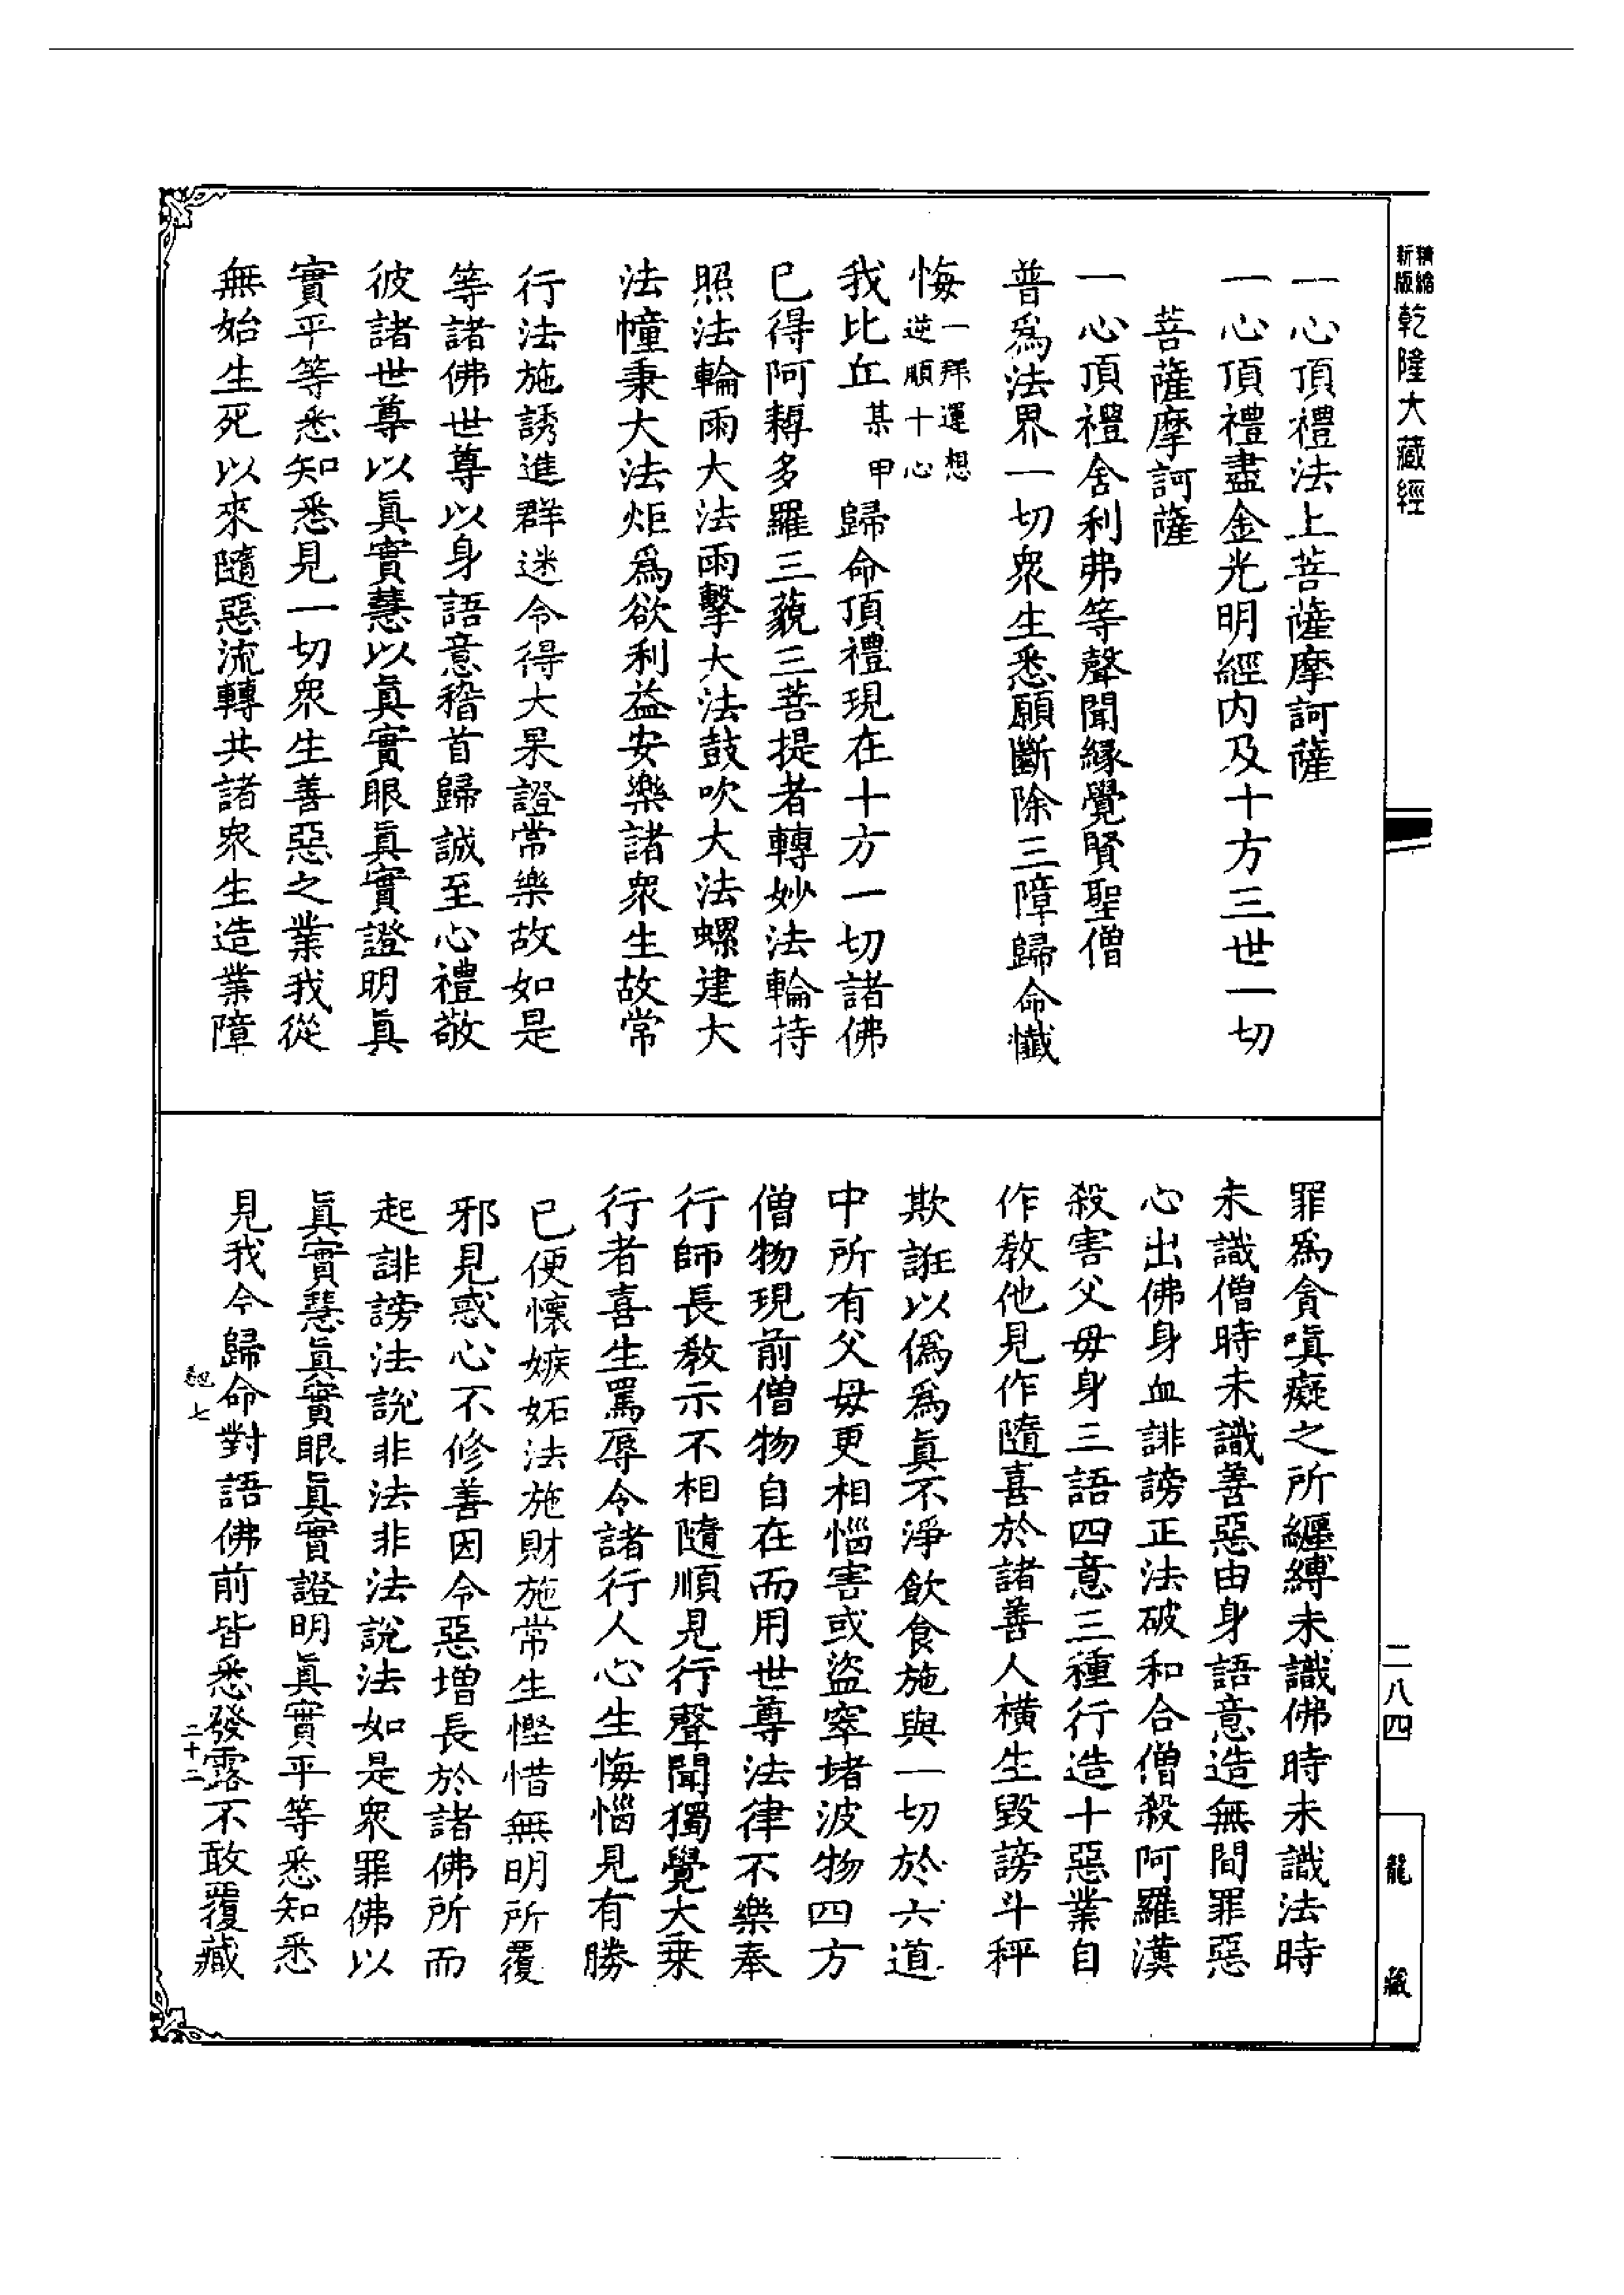 精縮新版乾隆大藏經
一心頂禮法上菩薩摩訶薩
一心頂禮盡金光明經内及十方三世一切
菩薩摩訶薩
一心頂禮舍利弗等聲聞緣覺賢聖僧
普爲法界一切衆生悉願斷除三障歸命懺
悔一拜運想逆順十心
我比丘某甲歸命頂禮現在十方一切諸佛
已得阿耨多羅三藐三菩提者轉妙法輪持
照法輪雨大法雨擊大法鼓吹大法螺建大
法幢秉大法炬爲欲利益安樂諸衆生故常
行法施誘進群迷令得大果證常樂故如是
等諸佛世尊以身語意稽首歸誠至心禮敬
彼諸世尊以眞實慧以眞實眼眞實證明眞
實平等悉知悉見一切衆生善惡之業我從
無始生死以來隨惡流轉共諸衆生造業障
罪爲貪嗔癡之所纏縛未識佛時未識法時
未識僧時未識善惡由身語意造無間罪惡
心出佛身血誹謗正法破和合僧殺阿羅漢
殺害父母身三語四意三種行造十惡業自
作教他見作隨喜於諸善人橫生毀謗斗秤
欺誑以僞爲眞不淨飲食施與一切於六道
中所有父母更相惱害或盜窣堵波物四方
僧物現前僧物自在而用世尊法律不樂奉
行師長教示不相隨順見行聲聞獨覺大乗
行者喜生罵辱令諸行人心生悔惱見有勝
已便懷嫉妬法施財施常生慳惜無明所覆
邪見惑心不修善因令惡增長於諸佛所而
起誹謗法說非法非法說法如是衆罪佛以
眞實慧眞實眼眞實證明眞實平等悉知悉
見我今歸命對語佛前皆悉發露不敢覆藏
七
二十二
二八四
龍藏